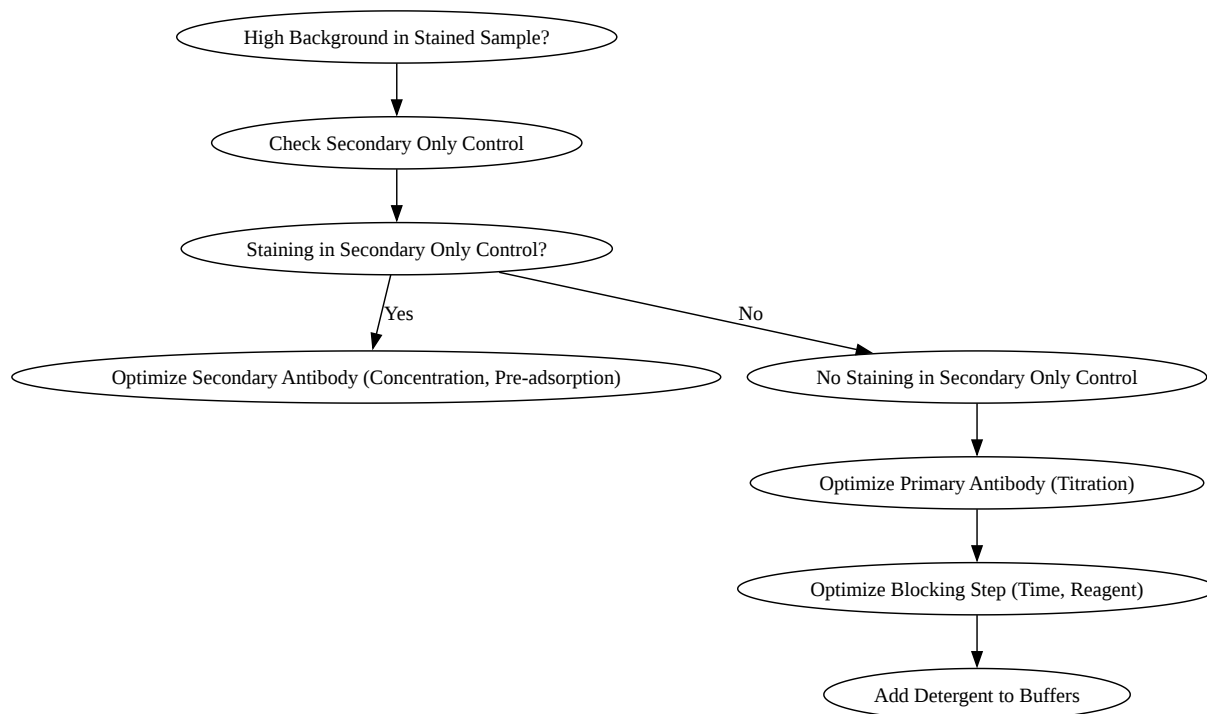 High Background in Stained Sample?
Check Secondary Only Control
Staining in Secondary Only Control?
Yes
No
Optimize Secondary Antibody (Concentration, Pre-adsorption)
No Staining in Secondary Only Control
Optimize Primary Antibody (Titration)
Optimize Blocking Step (Time, Reagent)
Add Detergent to Buffers